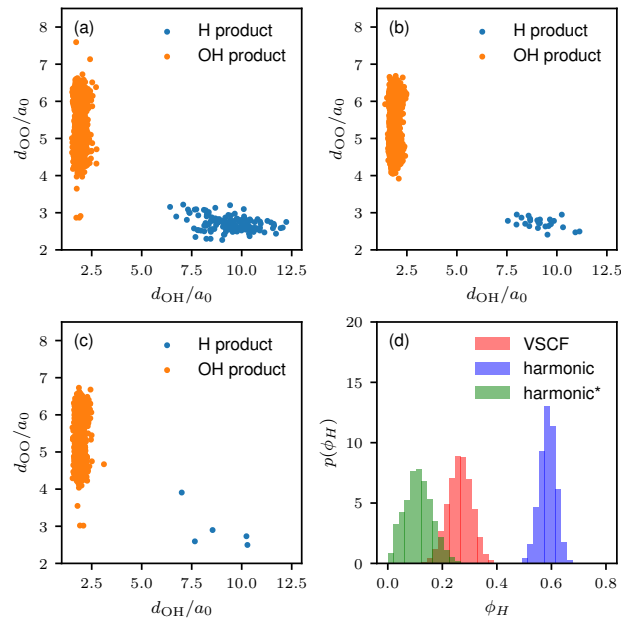 (a)
H product
OH product
8
7
6
5
4
3
2
d_OO/a_0
2.5 5.0 7.5 10.0 12.5
d_OH/a_0
(b)
H product
OH product
8
7
6
5
4
3
2
d_OO/a_0
2.5 5.0 7.5 10.0 12.5
d_OH/a_0
(c)
H product
OH product
8
7
6
5
4
3
2
d_OO/a_0
2.5 5.0 7.5 10.0 12.5
d_OH/a_0
(d)
VSCF
harmonic
harmonic*
20
15
10
5
0
p(ϕ_H)
0.0 0.2 0.4 0.6 0.8
ϕ_H